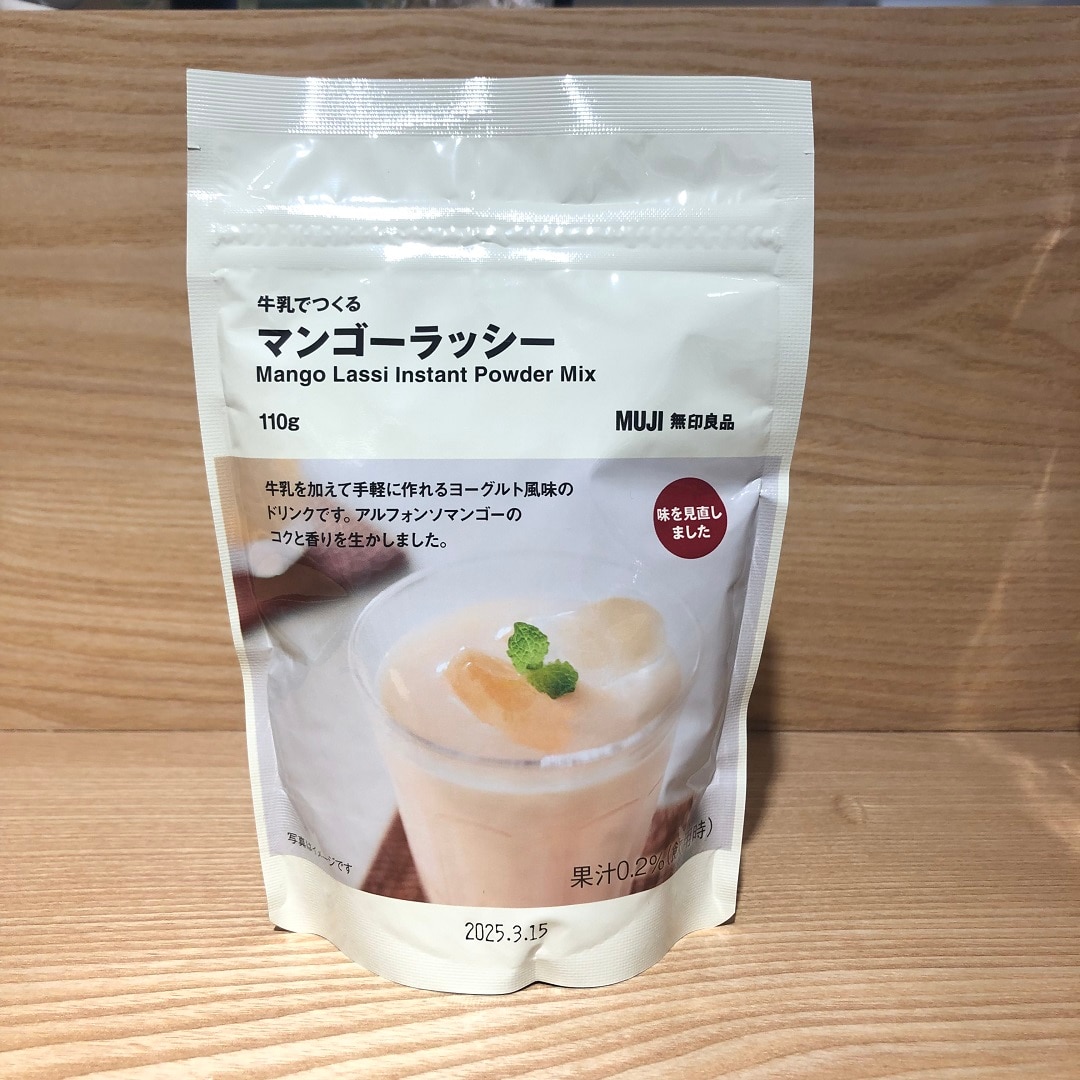 牛乳でつくる
マンゴーラッシー
Mango Lassi Instant Powder Mix
110g
MUJI 無印良品
牛乳を加えて手軽に作れるヨーグルト風味の
ドリンクです。アルフォンソマンゴーの
コクと香りを生かしました。
味を見直し
ました
写真はイメージです
果汁0.2%
2025.3.15